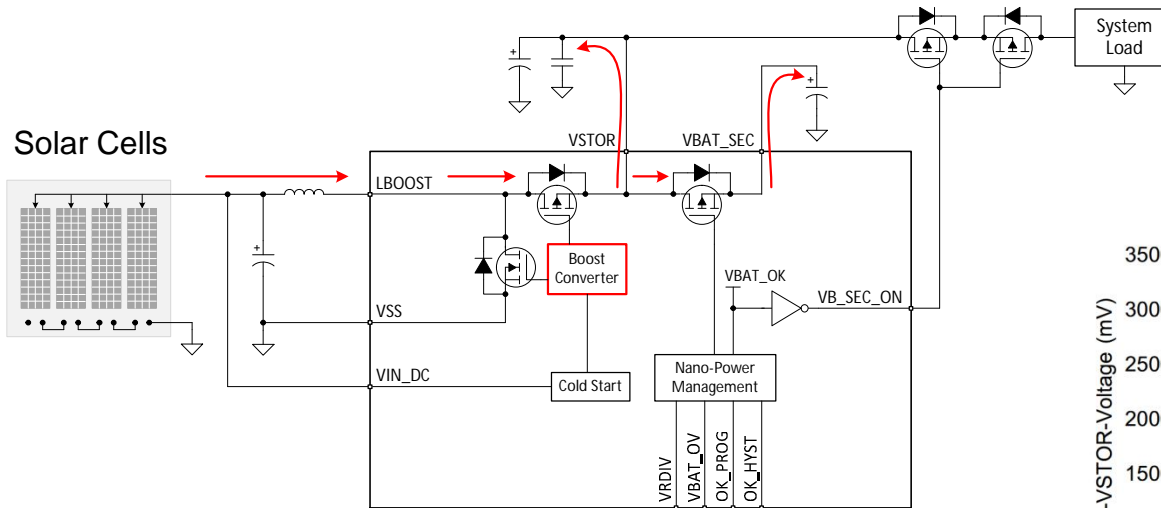 System
Load
Solar Cells
VSTOR
VBAT_SEC
LBOOST
Boost
Converter
VBAT_OK
VB_SEC_ON
VSS
Nano-Power
Management
VIN_DC
Cold Start
VRDIV
VBAT_OV
OK_PROG
OK_HYST
-VSTOR-Voltage (mV)
350
300
250
200
150